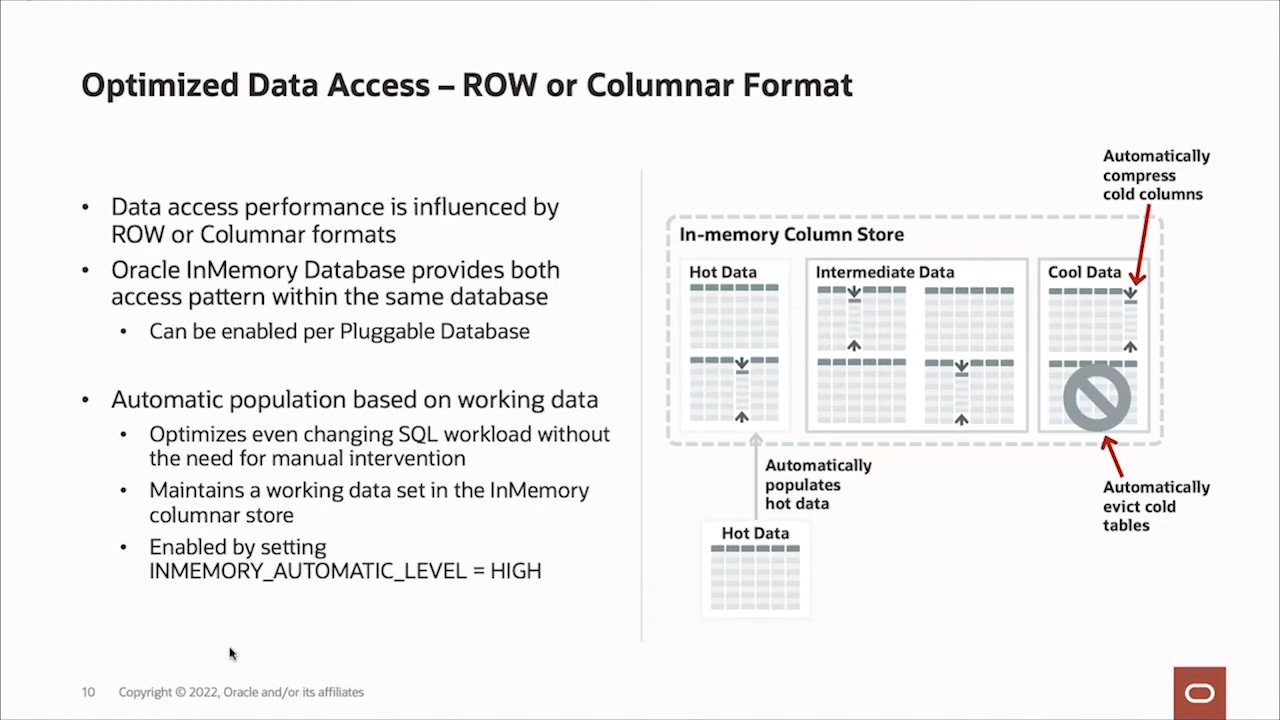 Optimized Data Access – ROW or Columnar Format
• Data access performance is influenced by
ROW or Columnar formats
• Oracle InMemory Database provides both
access pattern within the same database
• Can be enabled per Pluggable Database
• Automatic population based on working data
• Optimizes even changing SQL workload without
the need for manual intervention
• Maintains a working data set in the InMemory
columnar store
• Enabled by setting
INMEMORY_AUTOMATIC_LEVEL = HIGH
Automatically
compress
cold columns
In-memory Column Store
Hot Data
Intermediate Data
Cool Data
Automatically
populates
hot data
Hot Data
Automatically
evict cold
tables
10 Copyright © 2022, Oracle and/or its affiliates